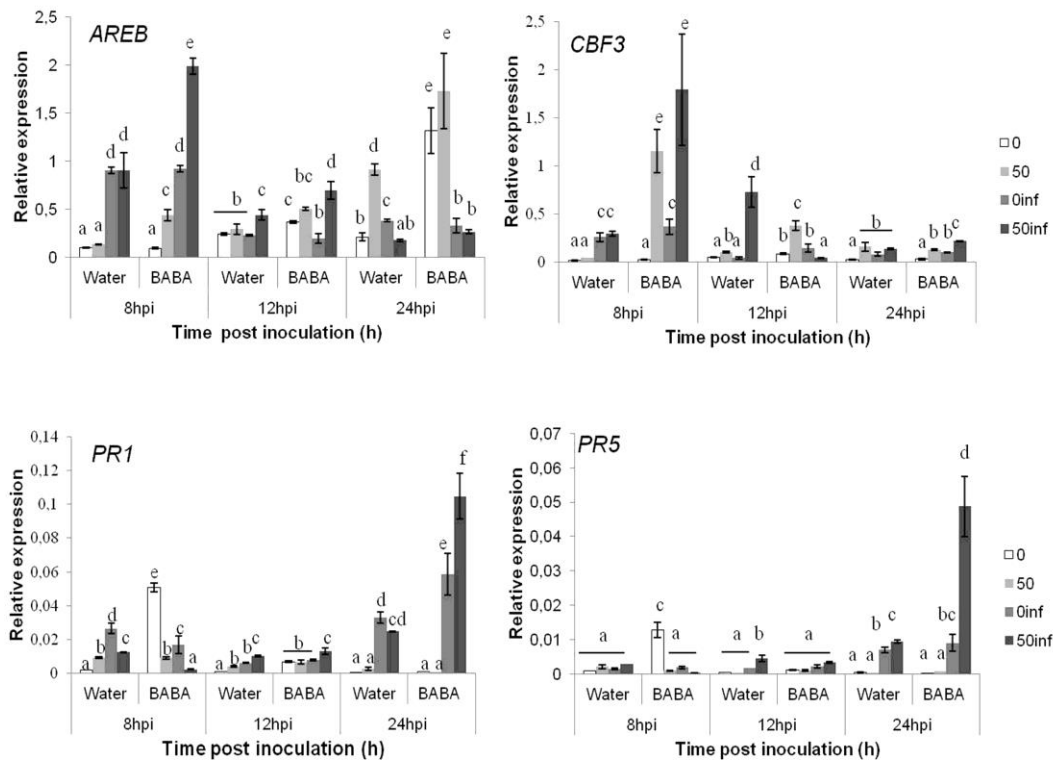 AREB
Relative expression
2.5
2
1.5
1
0.5
0
a a d d a c d e b c c bc b d b d c ab e e b b
Water BABA Water BABA Water BABA
8hpi 12hpi 24hpi
Time post inoculation (h)
CBF3
Relative expression
2.5
2
1.5
1
0.5
0
a a c c a e c e a b a d b c b a a b a b b c
Water BABA Water BABA Water BABA
8hpi 12hpi 24hpi
Time post inoculation (h)
0
50
0inf
50inf
PR1
Relative expression
0,14
0.12
0.1
0.08
0.06
0.04
0.02
0
a b d c e b c a a b b c b c a a d cd a a e f
Water BABA Water BABA Water BABA
8hpi 12hpi 24hpi
Time post inoculation (h)
PR5
Relative expression
0,07
0.06
0.05
0.04
0.03
0.02
0,01
0
a c a a b a a a b c a a bc d
Water BABA Water BABA Water BABA
8hpi 12hpi 24hpi
Time post inoculation (h)
0
50
0inf
50inf